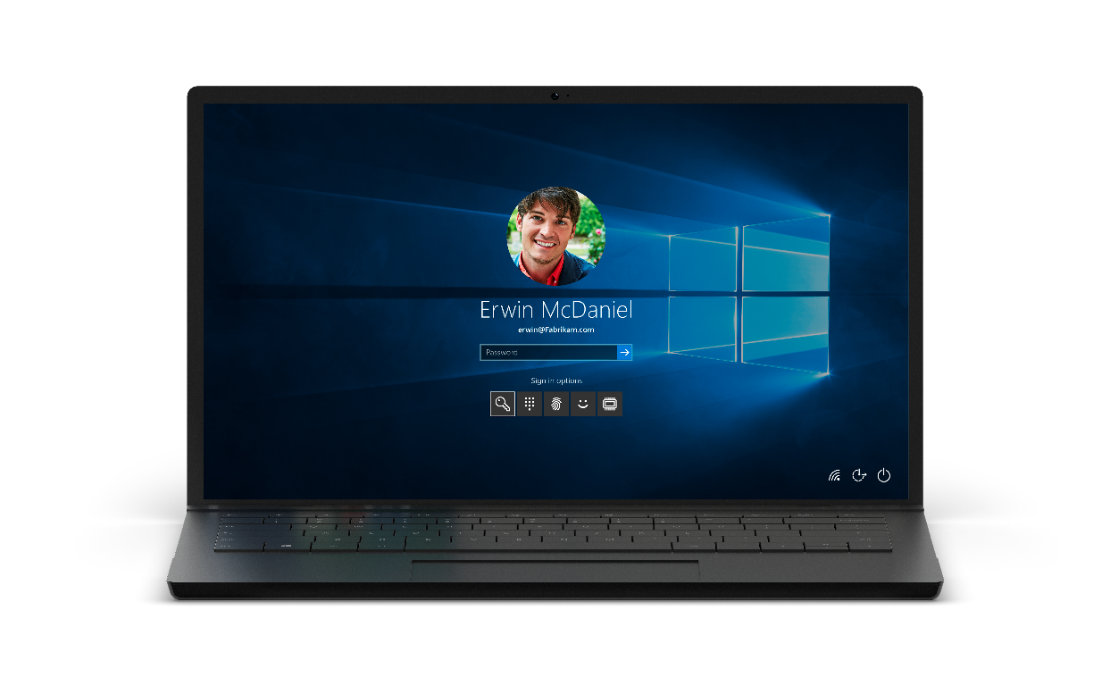 Erwin McDaniel
erwin@Fabrikam.com
Password
Sign in options